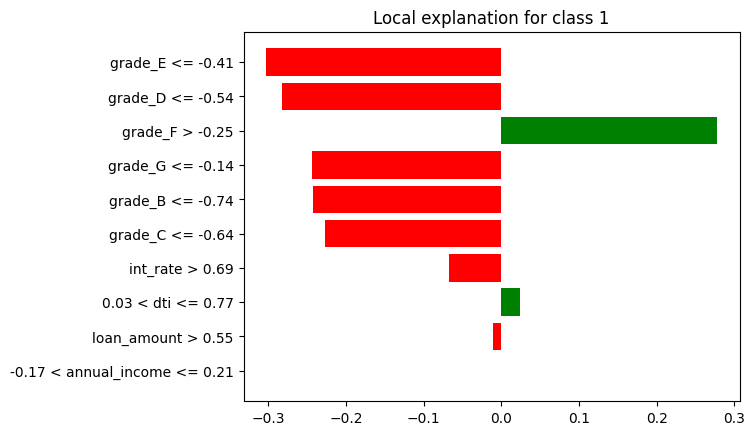 Local explanation for class 1
grade_E <= -0.41
grade_D <= -0.54
grade_F > -0.25
grade_G <= -0.14
grade_B <= -0.74
grade_C <= -0.64
int_rate > 0.69
0.03 < dti <= 0.77
loan_amount > 0.55
-0.17 < annual_income <= 0.21
−0.3 −0.2 −0.1 0.0 0.1 0.2 0.3